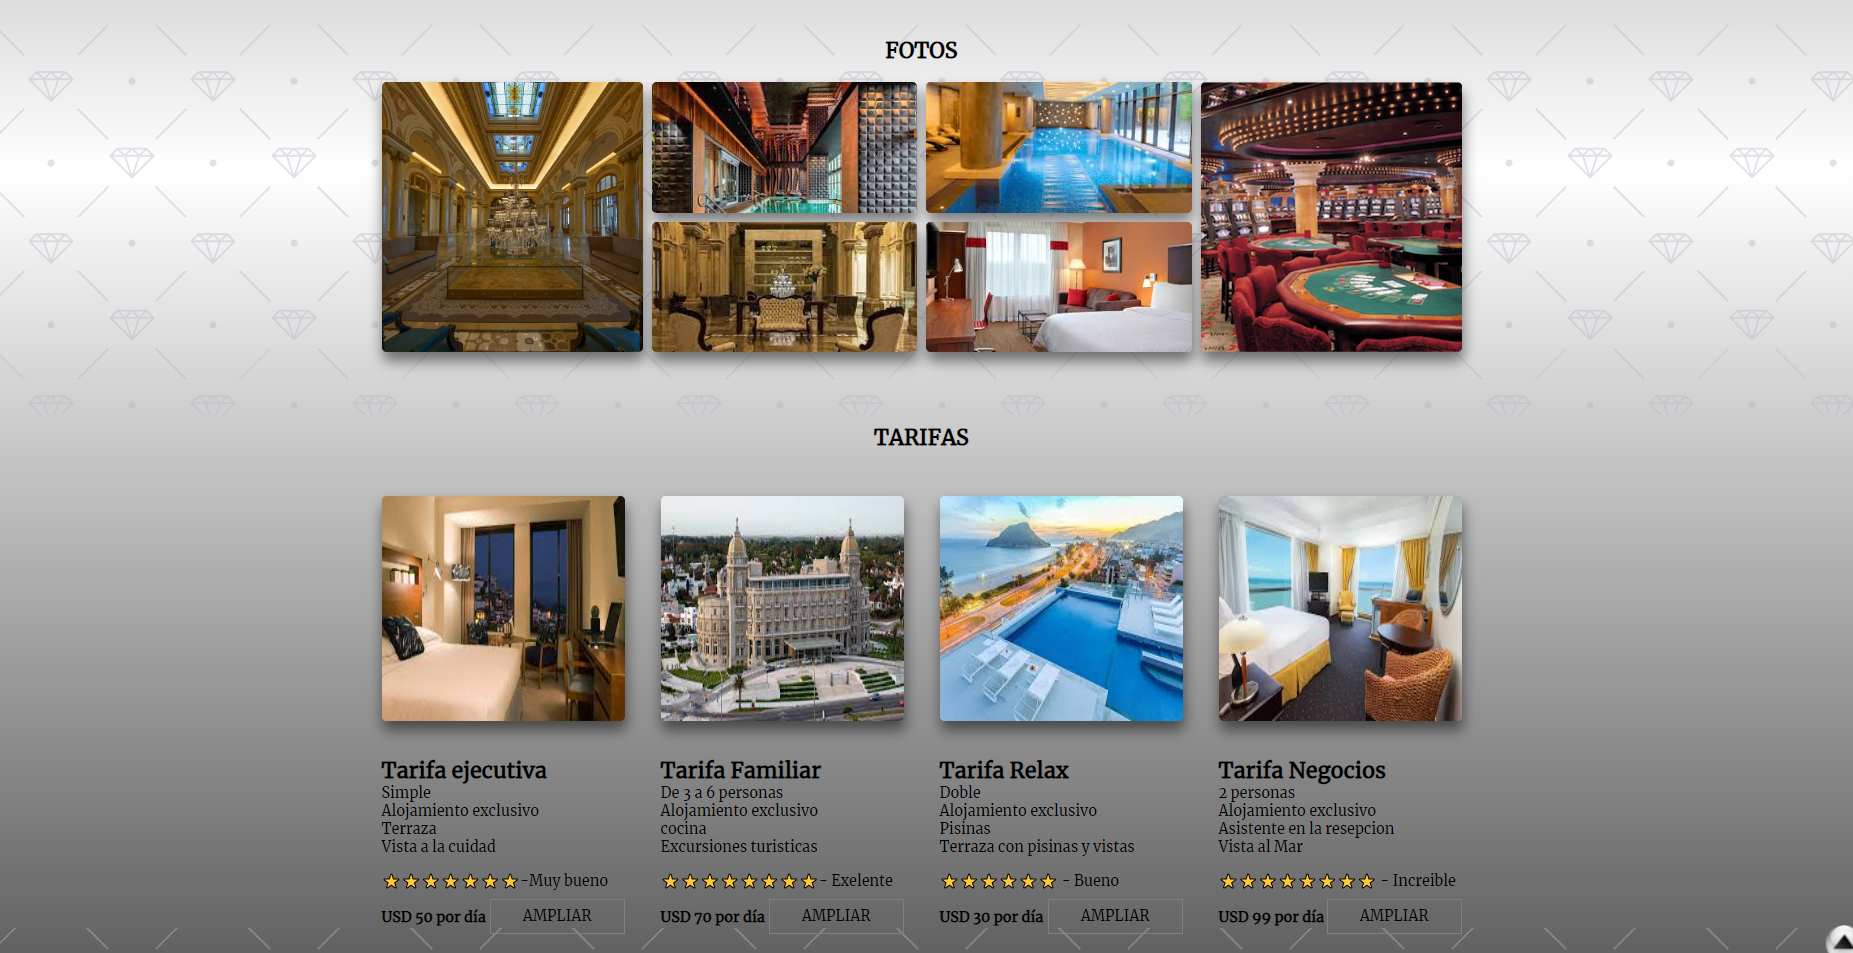 FOTOS
TARIFAS
Tarifa ejecutiva
Simple
Alojamiento exclusivo
Terraza
Vista a la cuidad
-Muy bueno
USD 50 por día
AMPLIAR
Tarifa Familiar
De 3 a 6 personas
Alojamiento exclusivo
cocina
Excursiones turisticas
- Exelente
USD 70 por día
AMPLIAR
Tarifa Relax
Doble
Alojamiento exclusivo
Pisinas
Terraza con pisinas y vistas
- Bueno
USD 30 por día
AMPLIAR
Tarifa Negocios
2 personas
Alojamiento exclusivo
Asistente en la resepcion
Vista al Mar
- Increible
USD 99 por día
AMPLIAR